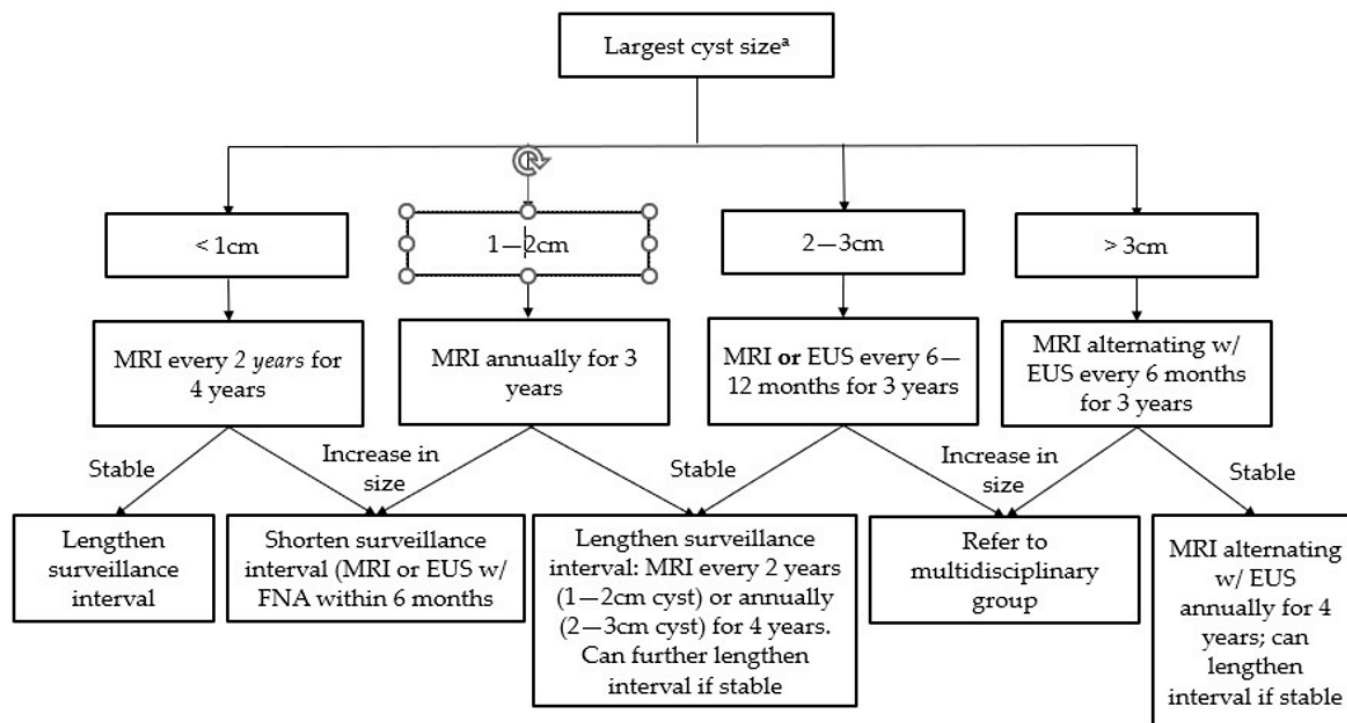 Largest cyst sizeᵃ
< 1cm
1—2cm
2—3cm
> 3cm
MRI every 2 years for
4 years
MRI annually for 3
years
MRI or EUS every 6—
12 months for 3 years
MRI alternating w/
EUS every 6 months
for 3 years
Stable
Increase in
size
Stable
Increase in
size
Stable
Lengthen
surveillance
interval
Shorten surveillance
interval (MRI or EUS w/
FNA within 6 months
Lengthen surveillance
interval: MRI every 2 years
(1—2cm cyst) or annually
(2—3cm cyst) for 4 years.
Can further lengthen
interval if stable
Refer to
multidisciplinary
group
MRI alternating
w/ EUS
annually for 4
years; can
lengthen
interval if stable